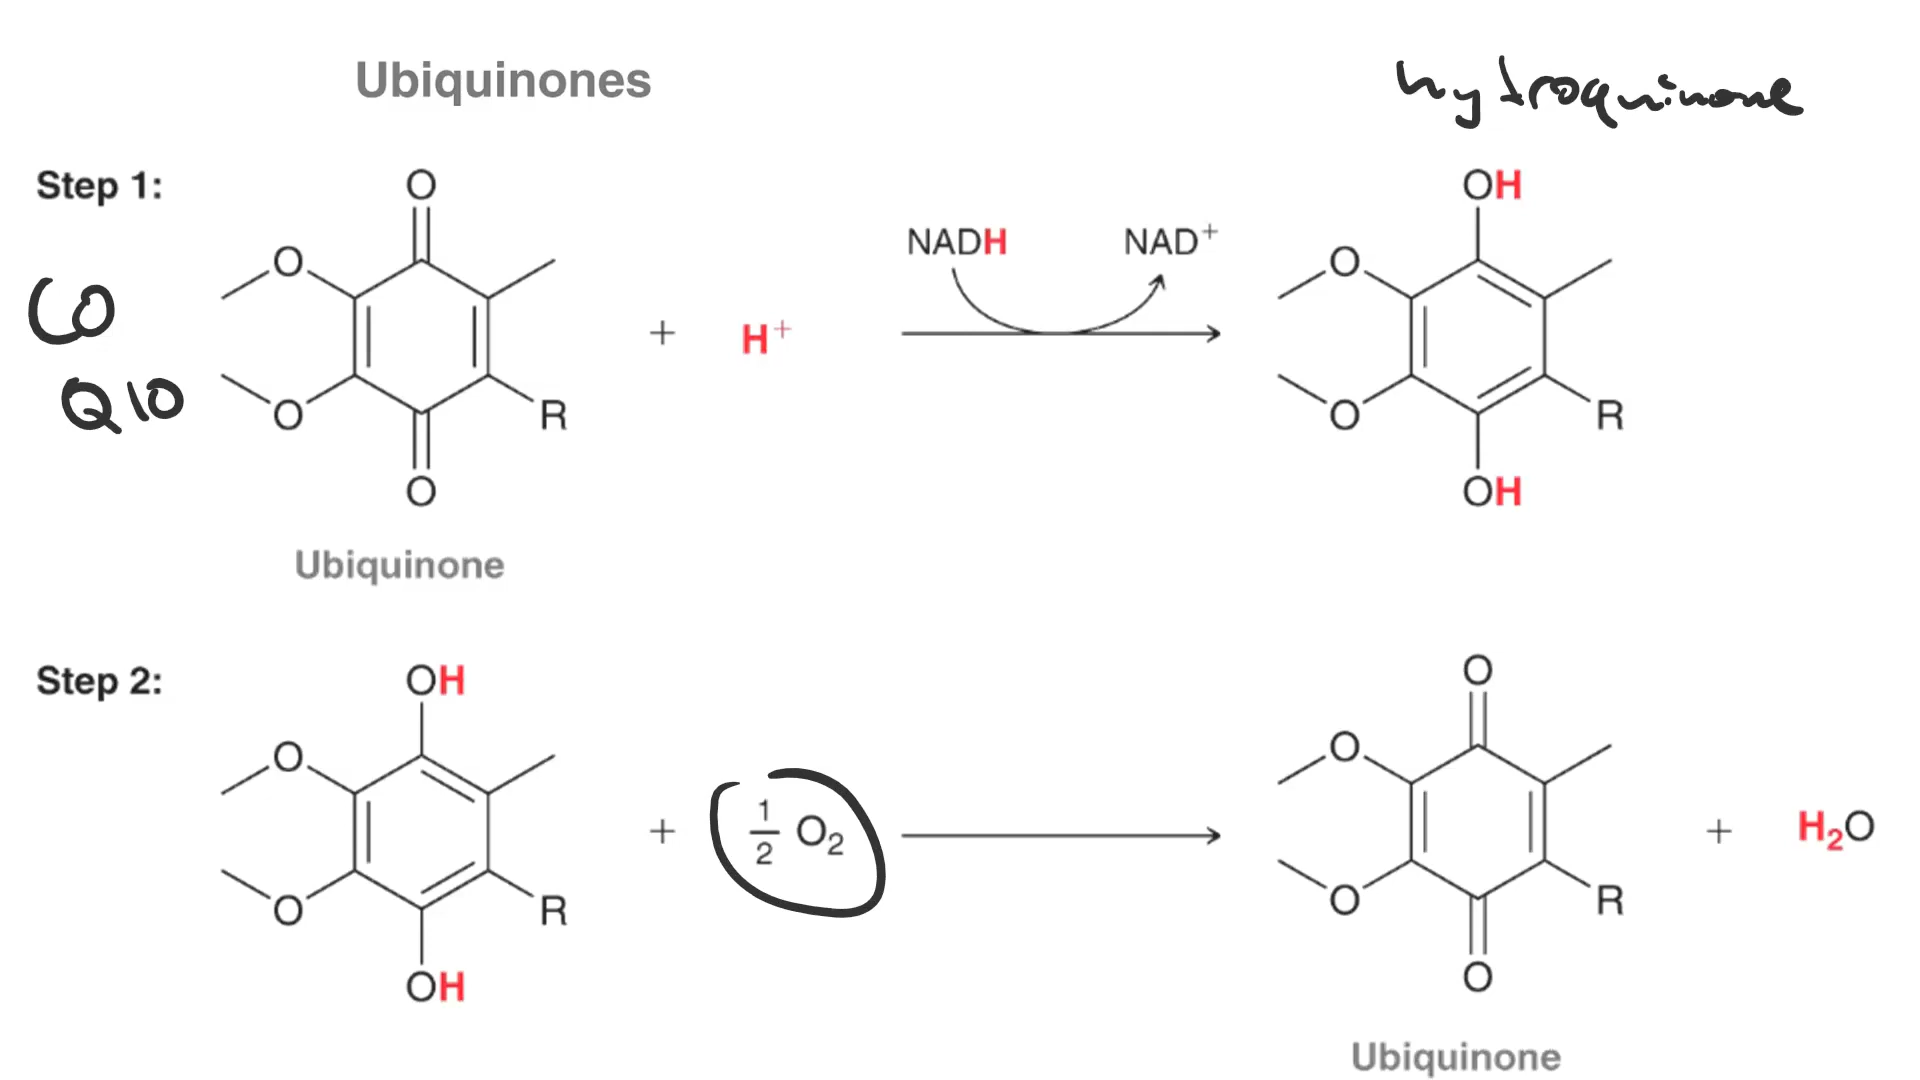 Ubiquinones
hydroquinone
Step 1:
O
OH
O
O
NADH
NAD+
CO
Q10
+
H+
O
R
O
R
O
OH
Ubiquinone
Step 2:
OH
O
O
O
+
1/2 O2
+
H2O
O
R
O
R
OH
O
Ubiquinone